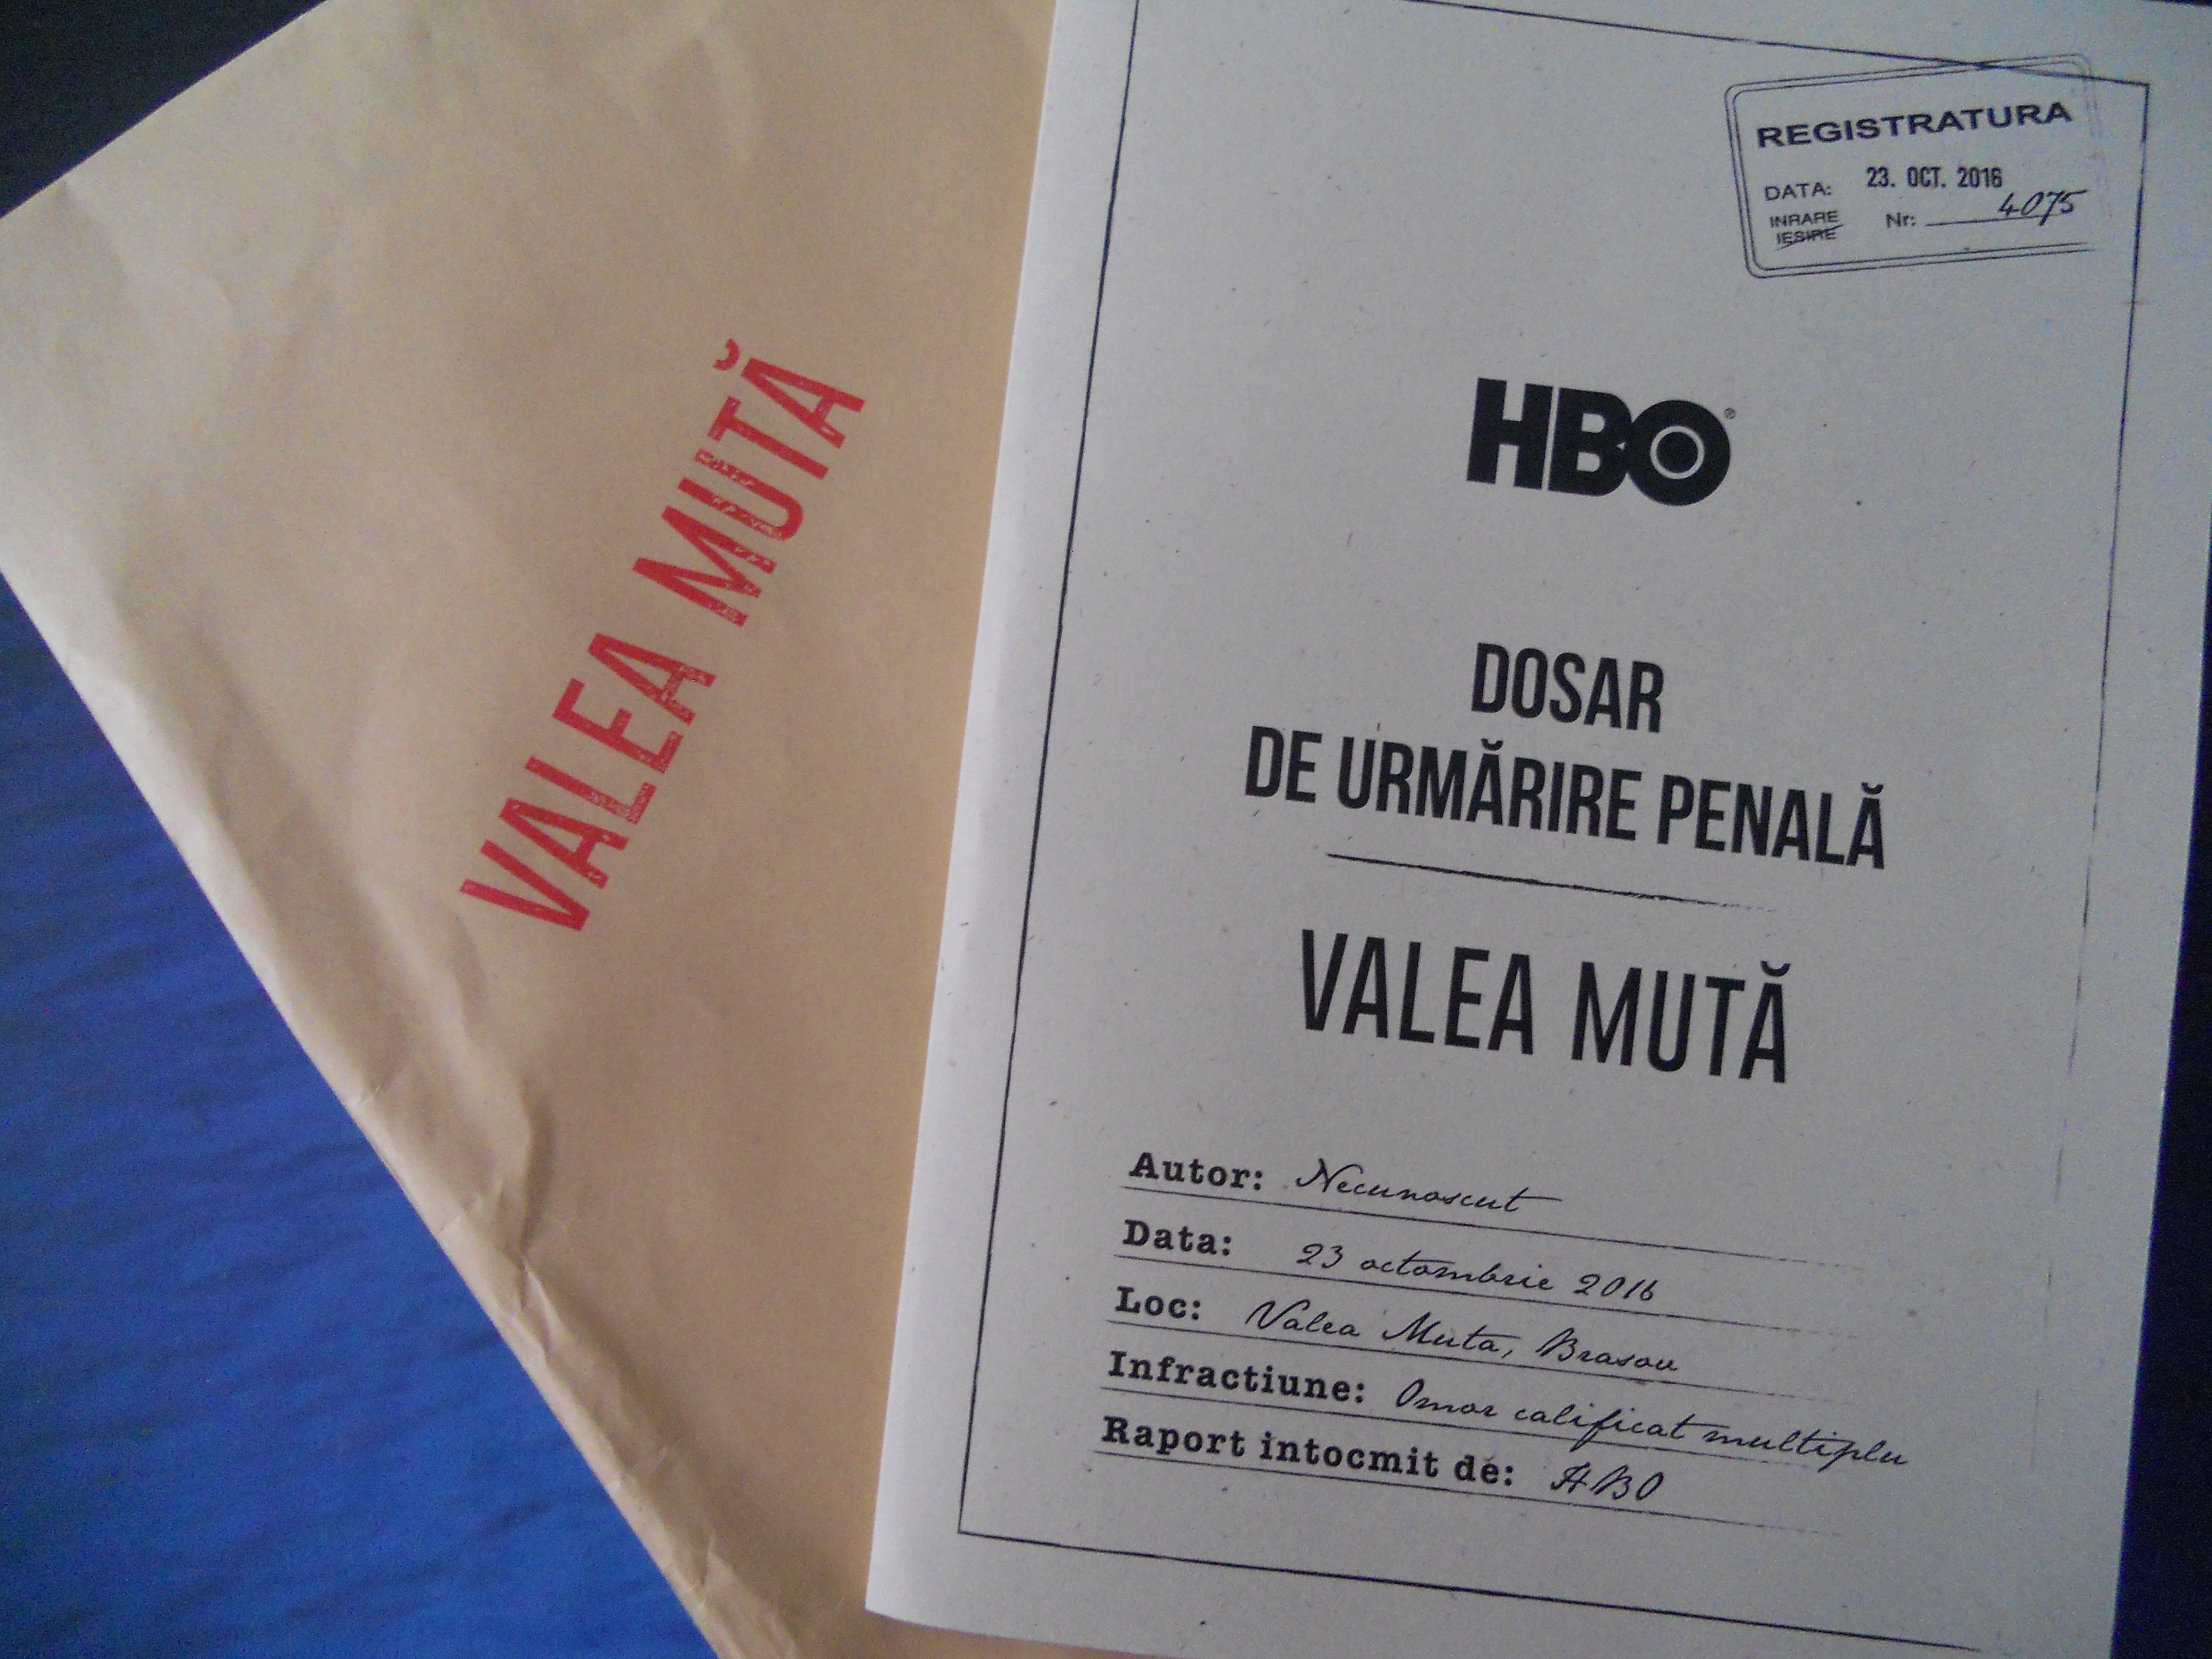 VALEA MUTĂ
REGISTRATURA
DATA: 23. OCT. 2016
INRARE
IESIRE
Nr: 4075
HBO®
DOSAR
DE URMĂRIRE PENALĂ
VALEA MUTĂ
Autor: Necunoscut
Data: 23 octombrie 2016
Loc: Valea Muta, Brasov
Infractiune: Omor calificat multiplu
Raport intocmit de: HBO